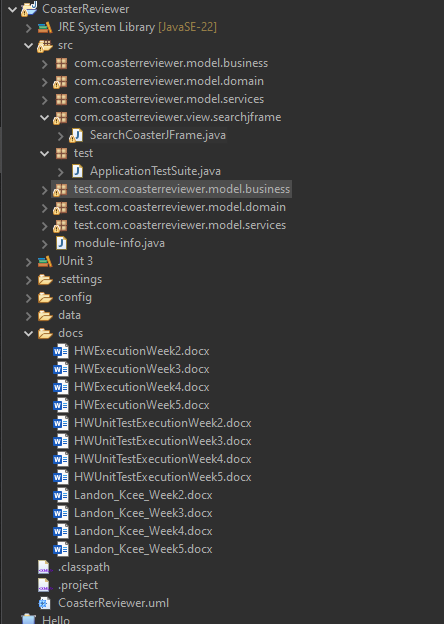 CoasterReviewer
JRE System Library [JavaSE-22]
src
com.coasterreviewer.model.business
com.coasterreviewer.model.domain
com.coasterreviewer.model.services
com.coasterreviewer.view.searchjframe
SearchCoasterJFrame.java
test
ApplicationTestSuite.java
test.com.coasterreviewer.model.business
test.com.coasterreviewer.model.domain
test.com.coasterreviewer.model.services
module-info.java
JUnit 3
.settings
config
data
docs
HWExecutionWeek2.docx
HWExecutionWeek3.docx
HWExecutionWeek4.docx
HWExecutionWeek5.docx
HWUnitTestExecutionWeek2.docx
HWUnitTestExecutionWeek3.docx
HWUnitTestExecutionWeek4.docx
HWUnitTestExecutionWeek5.docx
Landon_Kcee_Week2.docx
Landon_Kcee_Week3.docx
Landon_Kcee_Week4.docx
Landon_Kcee_Week5.docx
.classpath
.project
CoasterReviewer.uml
Hello